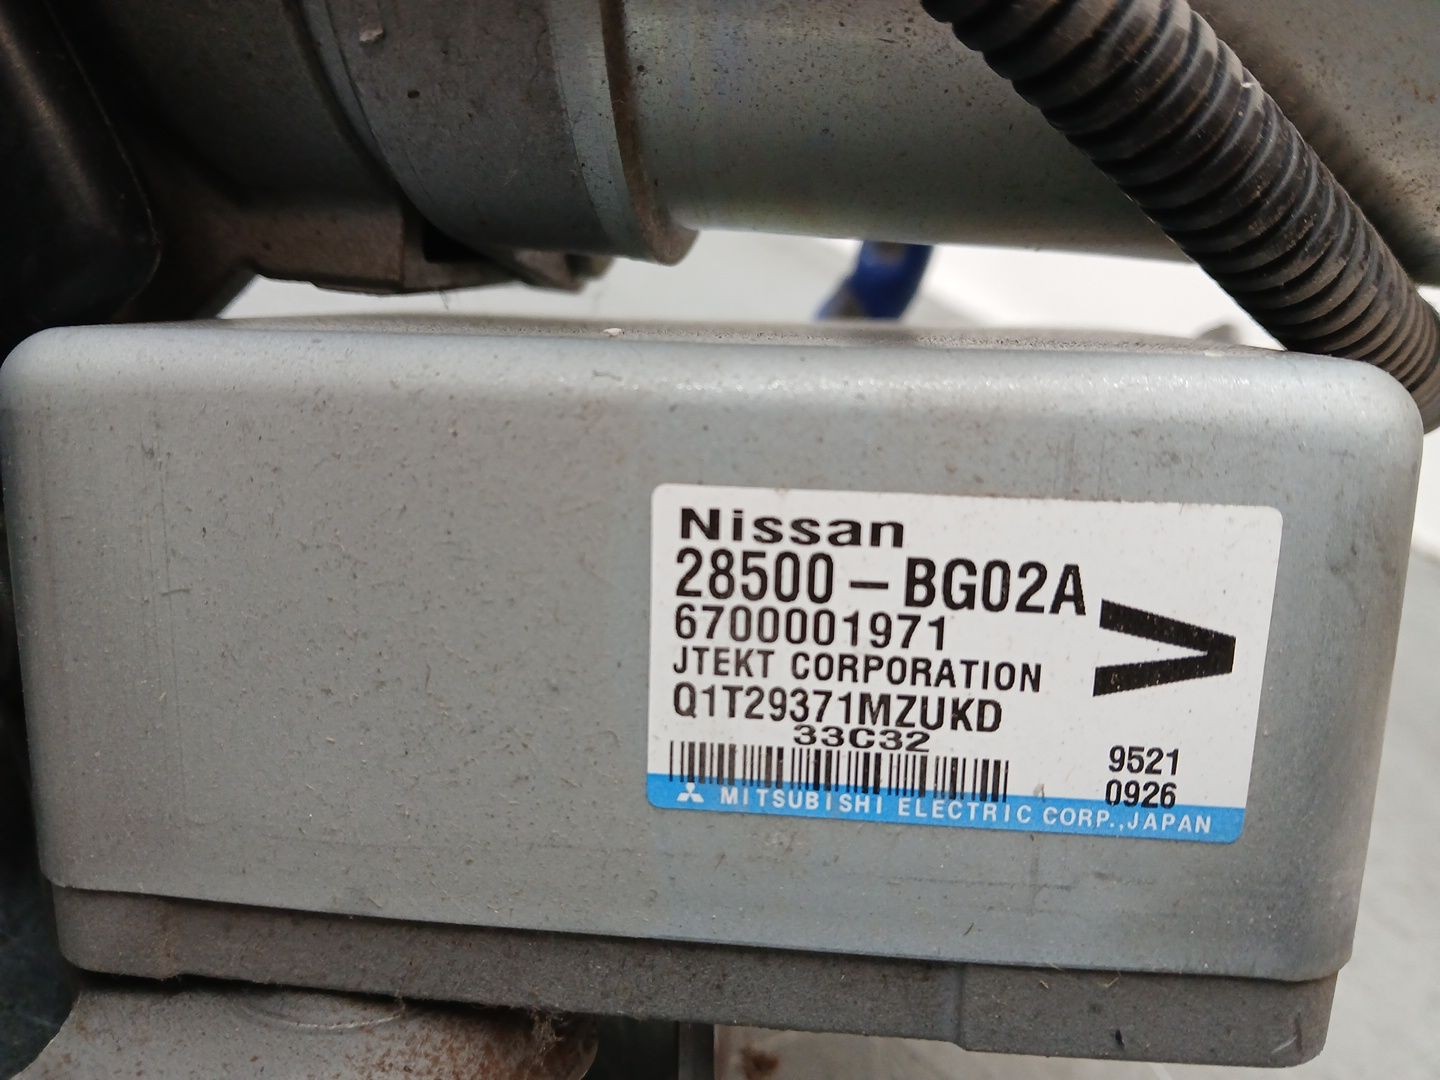 Nissan
28500-BG02A
6700001971
JTEKT CORPORATION
Q1T29371MZUKD
33C32
V
9521
0926
MITSUBISHI ELECTRIC CORP.,JAPAN